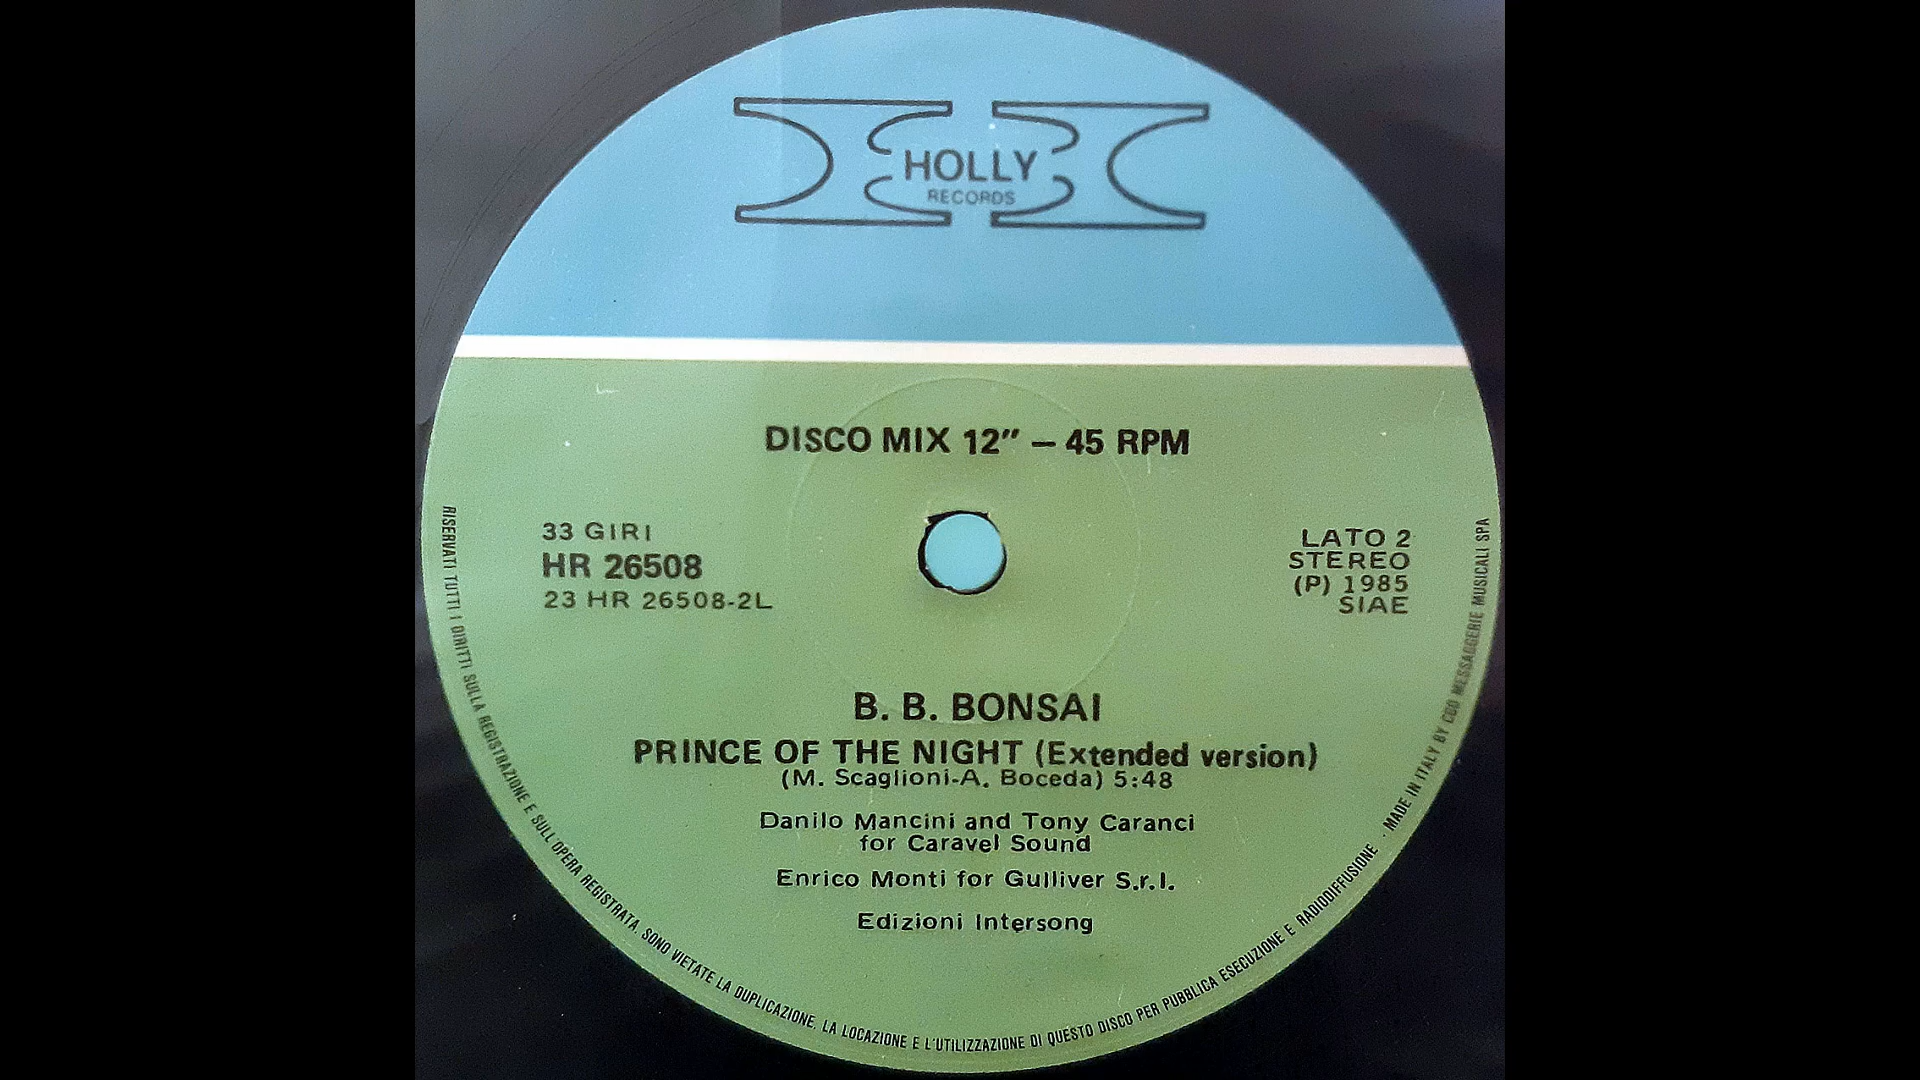 HOLLY
RECORDS
DISCO MIX 12" – 45 RPM
33 GIRI
HR 26508
23 HR 26508-2L
LATO 2
STEREO
(P) 1985
SIAE
B. B. BONSAI
PRINCE OF THE NIGHT (Extended version)
(M. Scaglioni-A. Boceda) 5:48
Danilo Mancini and Tony Caranci
for Caravel Sound
Enrico Monti for Gulliver S.r.l.
Edizioni Intersong
RISERVATI TUTTI I DIRITTI SULLA REGISTRAZIONE E SULL'OPERA REGISTRATA. SONO VIETATE LA DUPLICAZIONE, LA LOCAZIONE E L'UTILIZZAZIONE DI QUESTO DISCO PER PUBBLICA ESECUZIONE E RADIODIFFUSIONE - MADE IN ITALY BY CGD MESSAGGERIE MUSICALI SPA